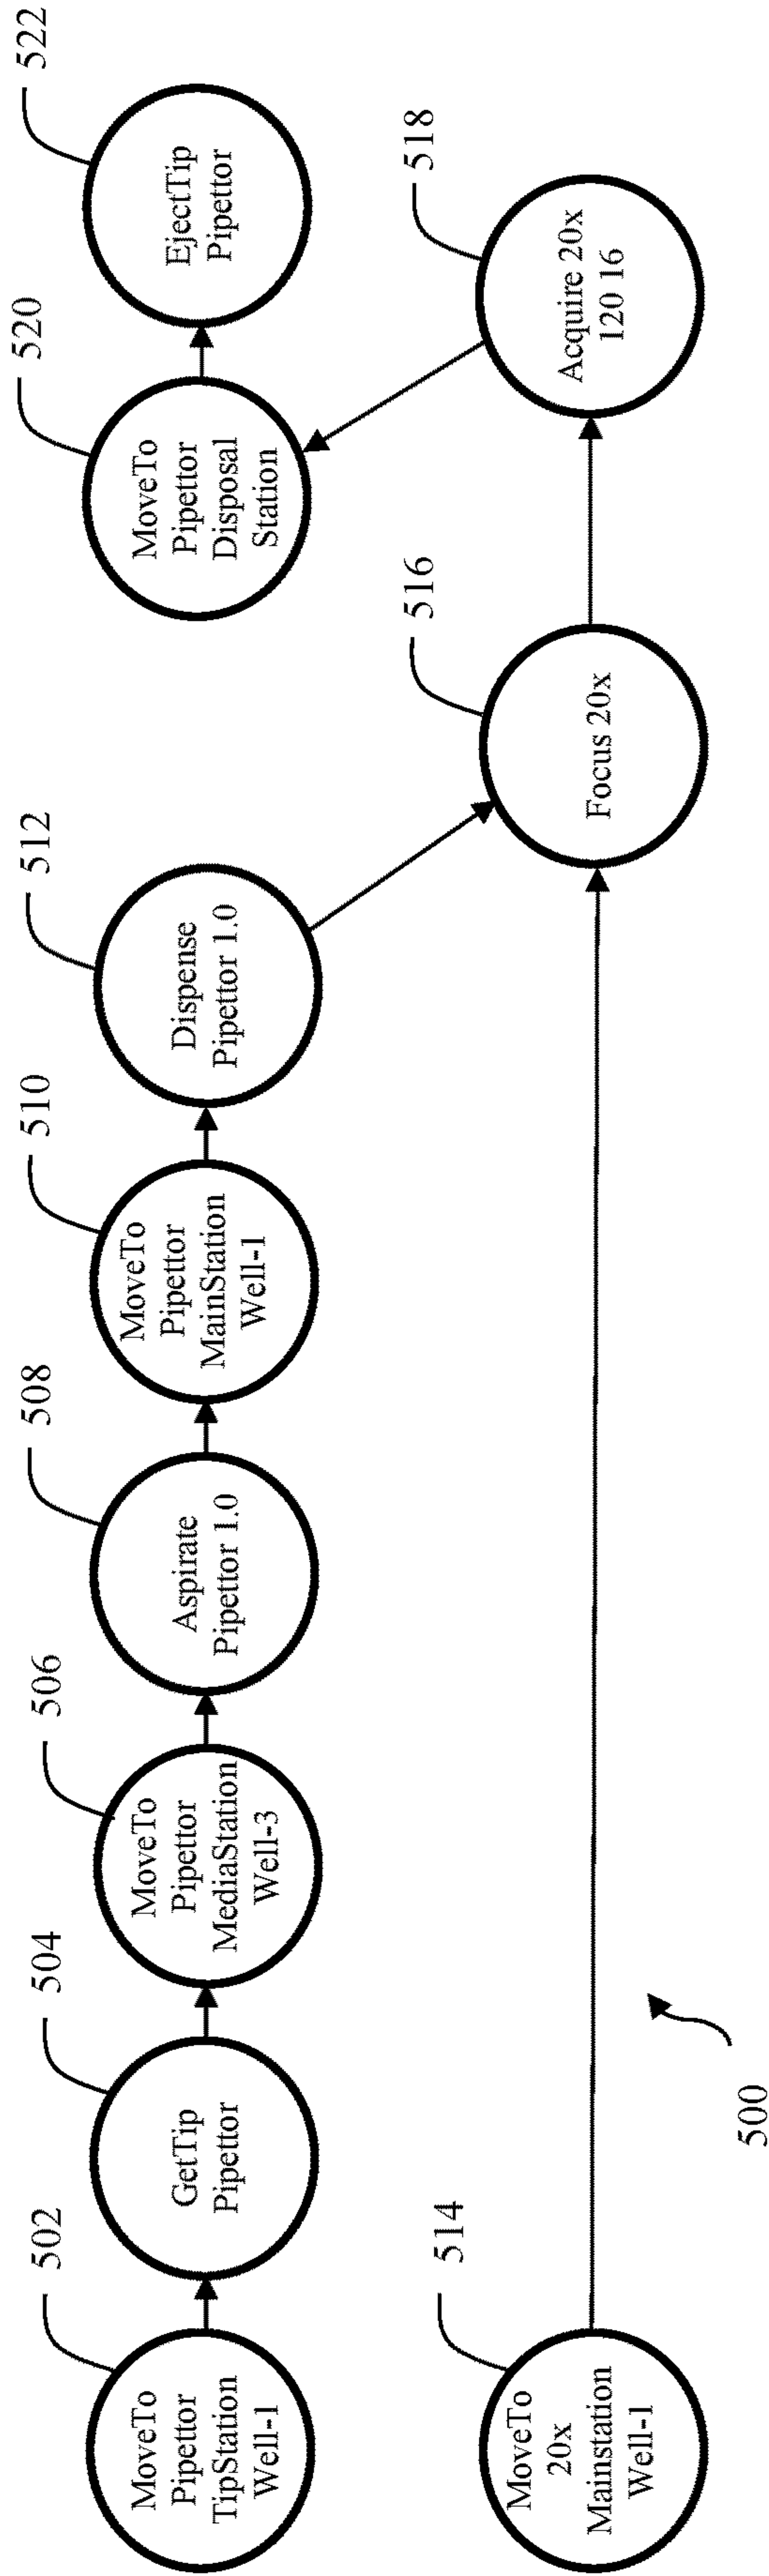 502
MoveTo
Pipettor
TipStation
Well-1
504
GetTip
Pipettor
506
MoveTo
Pipettor
MediaStation
Well-3
508
Aspirate
Pipettor 1.0
510
MoveTo
Pipettor
MainStation
Well-1
512
Dispense
Pipettor 1.0
520
MoveTo
Pipettor
Disposal
Station
522
EjectTip
Pipettor
514
MoveTo
20x
Mainstation
Well-1
516
Focus 20x
518
Acquire 20x
120 16
500